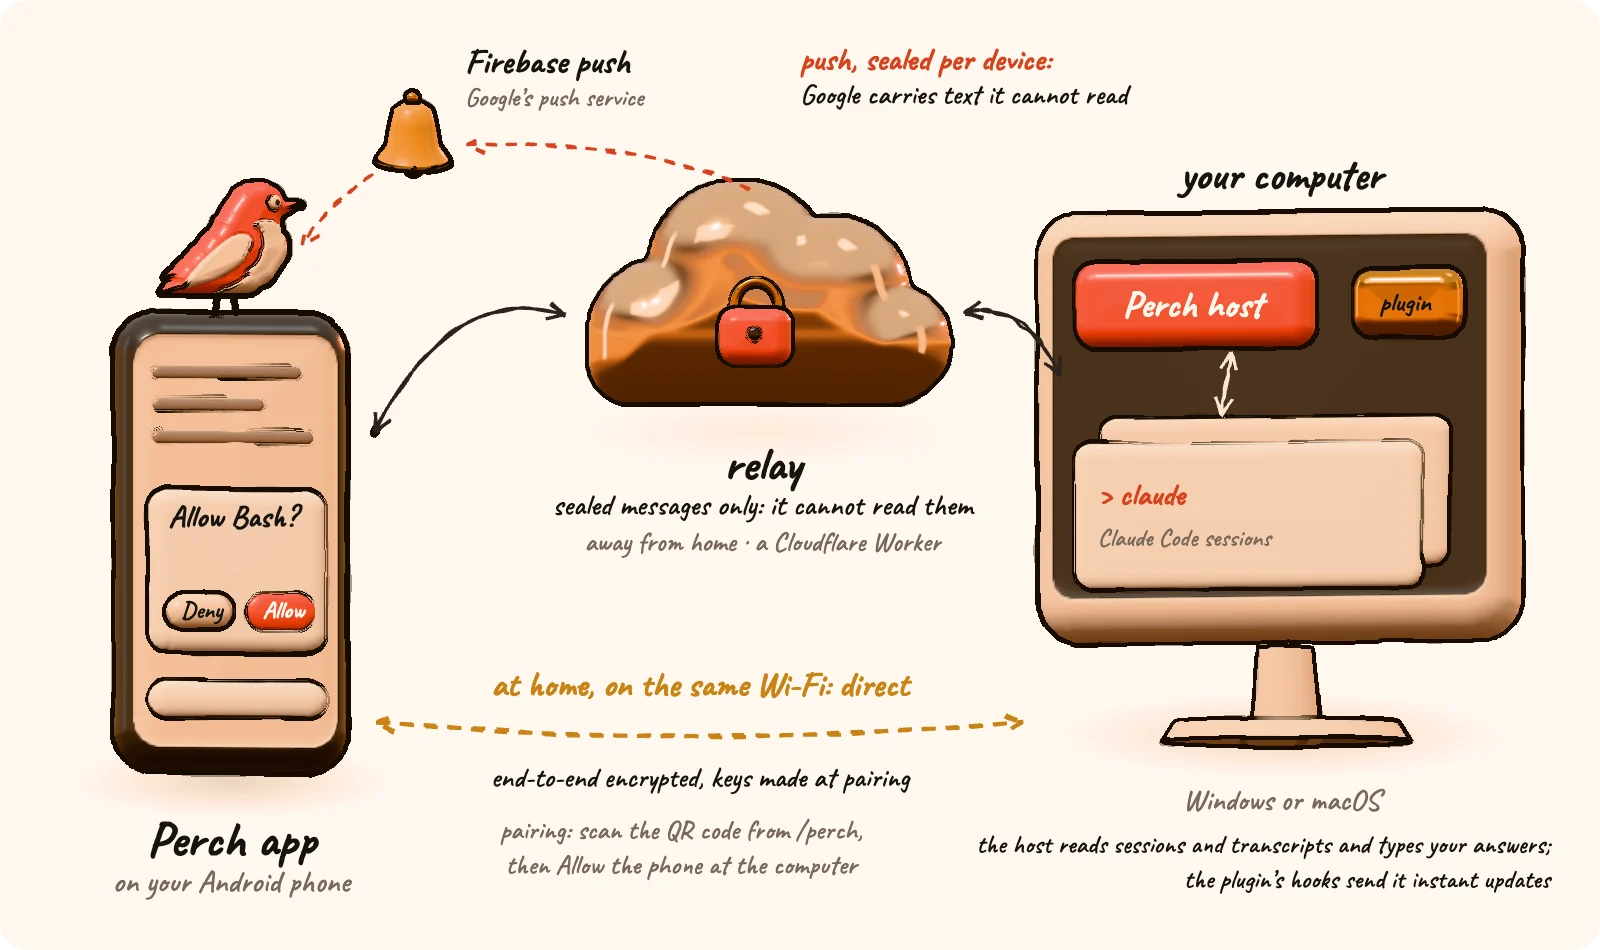 Firebase push
Google's push service
push, sealed per device:
Google carries text it cannot read
your computer
Perch host
plugin
> claude
Claude Code sessions
relay
sealed messages only: it cannot read them
away from home · a Cloudflare Worker
Allow Bash?
Deny
Allow
at home, on the same Wi-Fi: direct
end-to-end encrypted, keys made at pairing
pairing: scan the QR code from /perch,
then Allow the phone at the computer
Perch app
on your Android phone
Windows or macOS
the host reads sessions and transcripts and types your answers;
the plugin's hooks send it instant updates